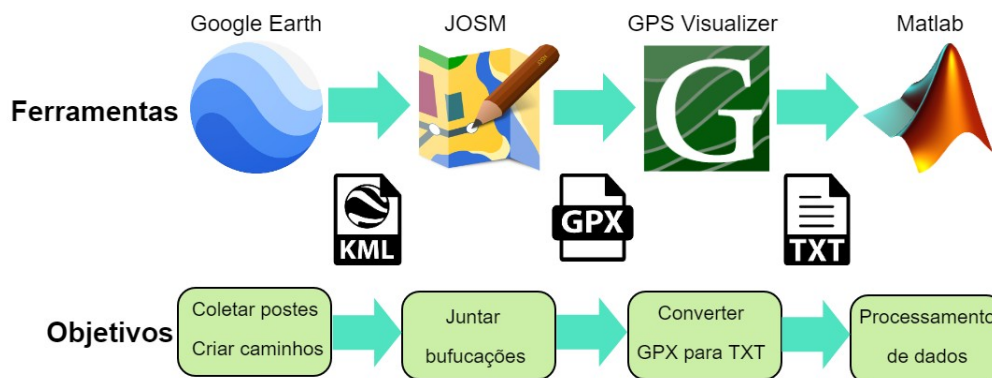 Google Earth
JOSM
GPS Visualizer
Matlab
Ferramentas
G
KML
GPX
TXT
Objetivos
Coletar postes
Criar caminhos
Juntar
bufucações
Converter
GPX para TXT
Processamento
de dados